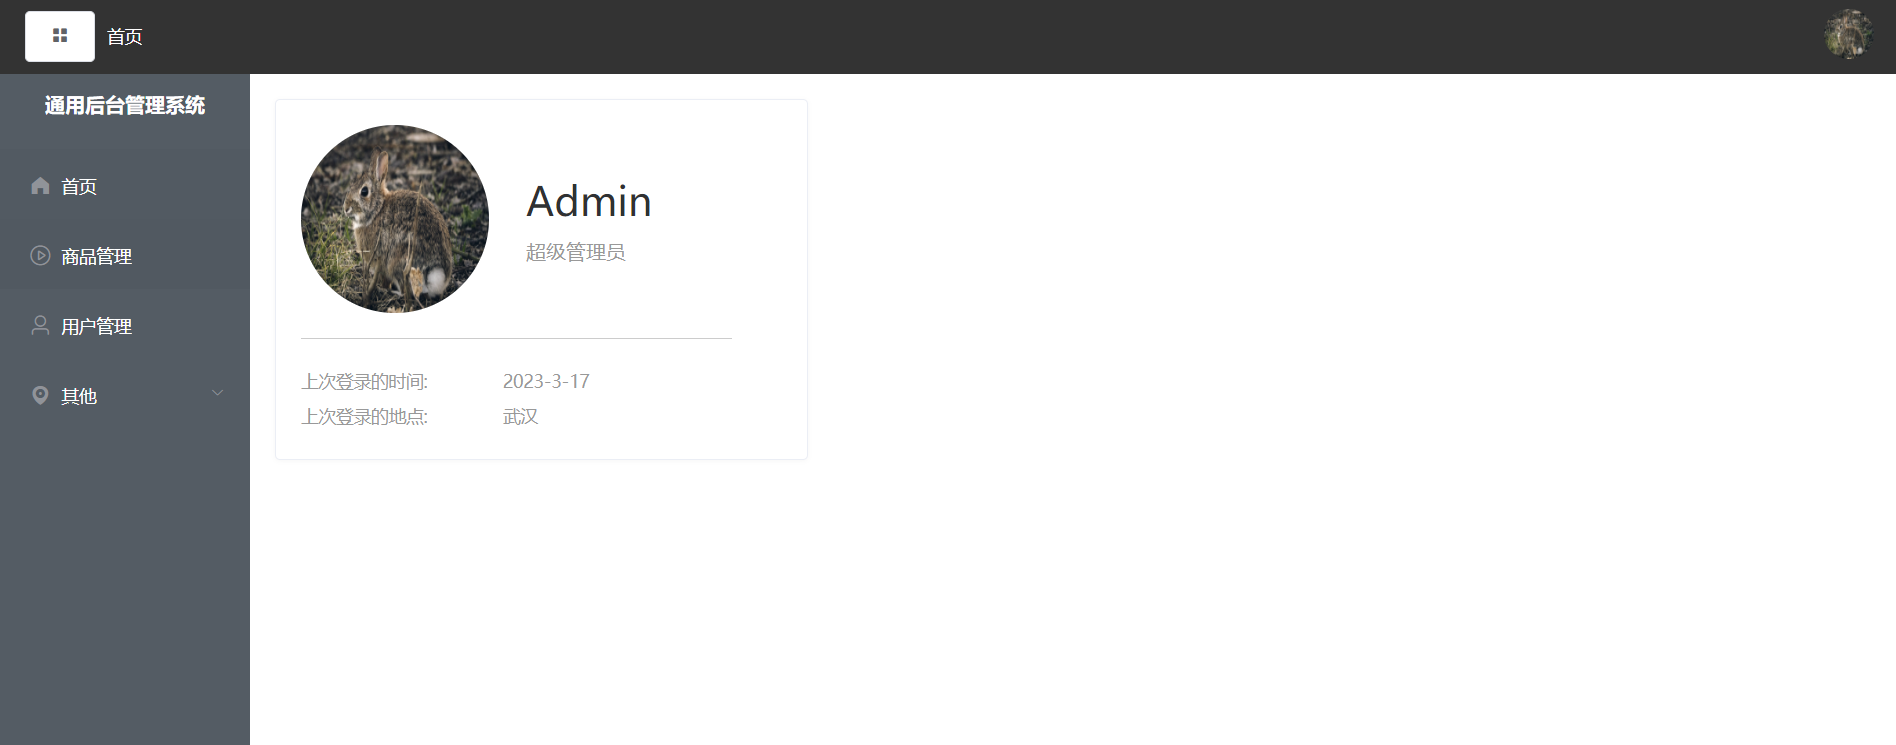 首页
通用后台管理系统
首页
商品管理
用户管理
其他
Admin
超级管理员
上次登录的时间: 2023-3-17
上次登录的地点: 武汉